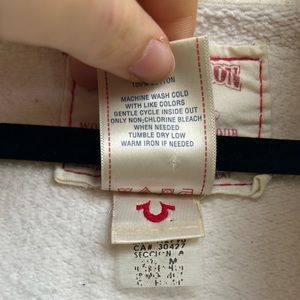 100% COTTON
MACHINE WASH COLD
WITH LIKE COLORS
GENTLE CYCLE INSIDE OUT
ONLY NON-CHLORINE BLEACH
WHEN NEEDED
TUMBLE DRY LOW
WARM IRON IF NEEDED
CA# 30427
SECCION A
M